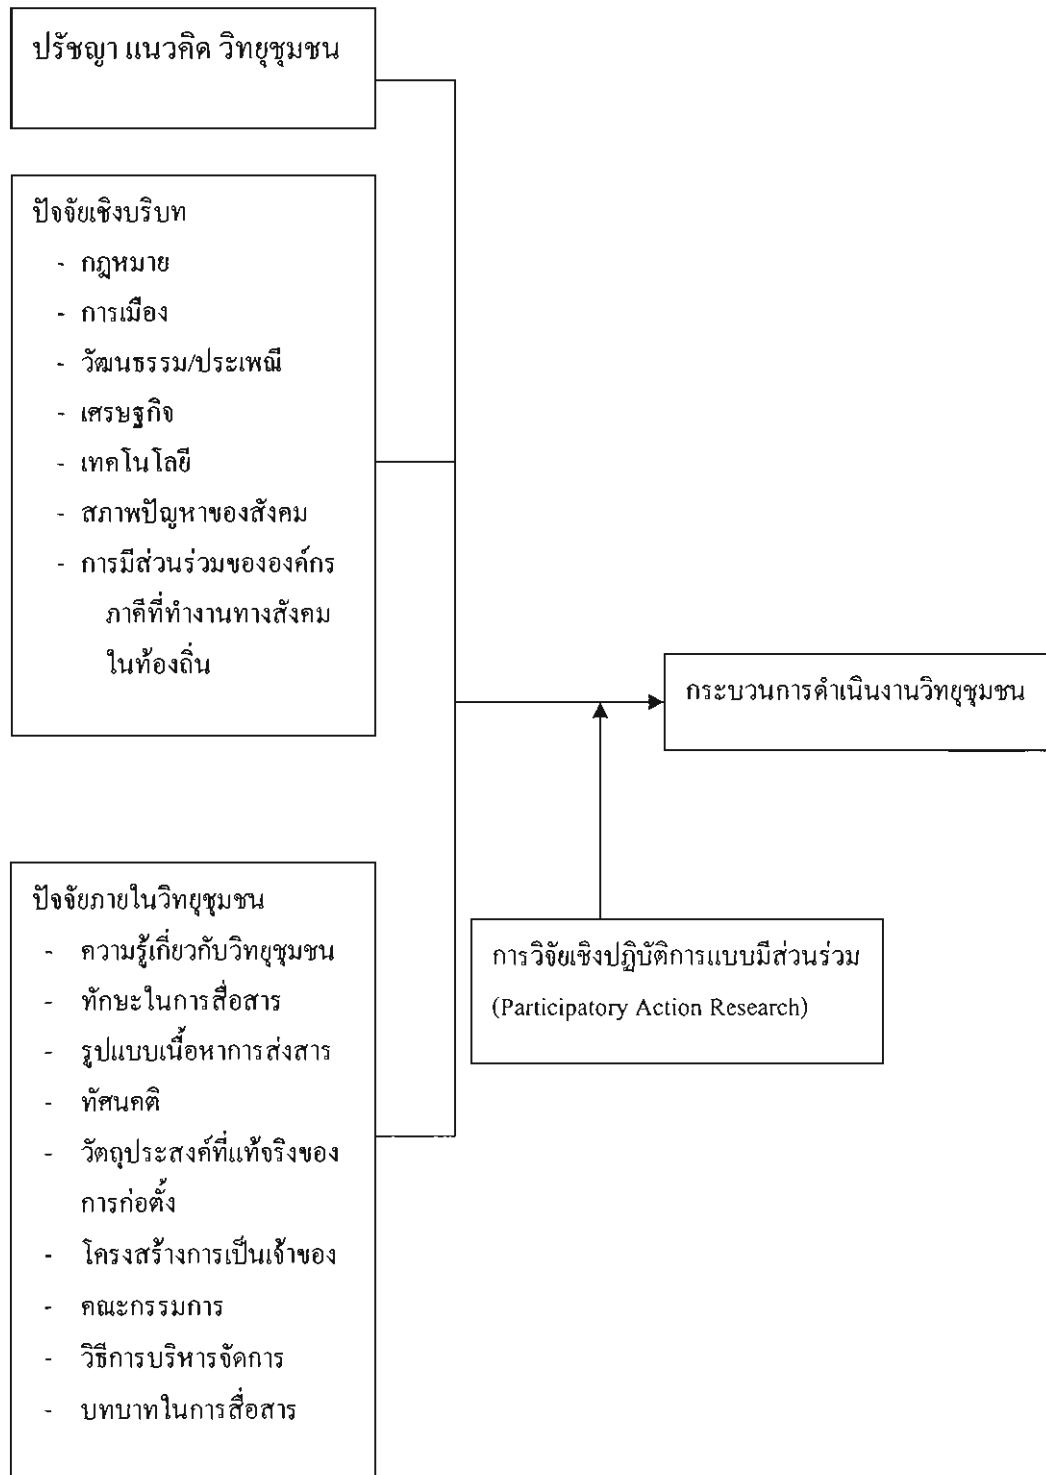 ปรัชญา แนวคิด วิทยุชุมชน
ปัจจัยเชิงบริบท
- กฎหมาย
- การเมือง
- วัฒนธรรม/ประเพณี
- เศรษฐกิจ
- เทคโนโลยี
- สภาพปัญหาของสังคม
- การมีส่วนร่วมขององค์กร
ภาคีที่ทำงานทางสังคม
ในท้องถิ่น
กระบวนการดำเนินงานวิทยุชุมชน
ปัจจัยภายในวิทยุชุมชน
- ความรู้เกี่ยวกับวิทยุชุมชน
- ทักษะในการสื่อสาร
- รูปแบบเนื้อหาการส่งสาร
- ทัศนคติ
- วัตถุประสงค์ที่แท้จริงของ
การก่อตั้ง
- โครงสร้างการเป็นเจ้าของ
- คณะกรรมการ
- วิธีการบริหารจัดการ
- บทบาทในการสื่อสาร
การวิจัยเชิงปฏิบัติการแบบมีส่วนร่วม
(Participatory Action Research)